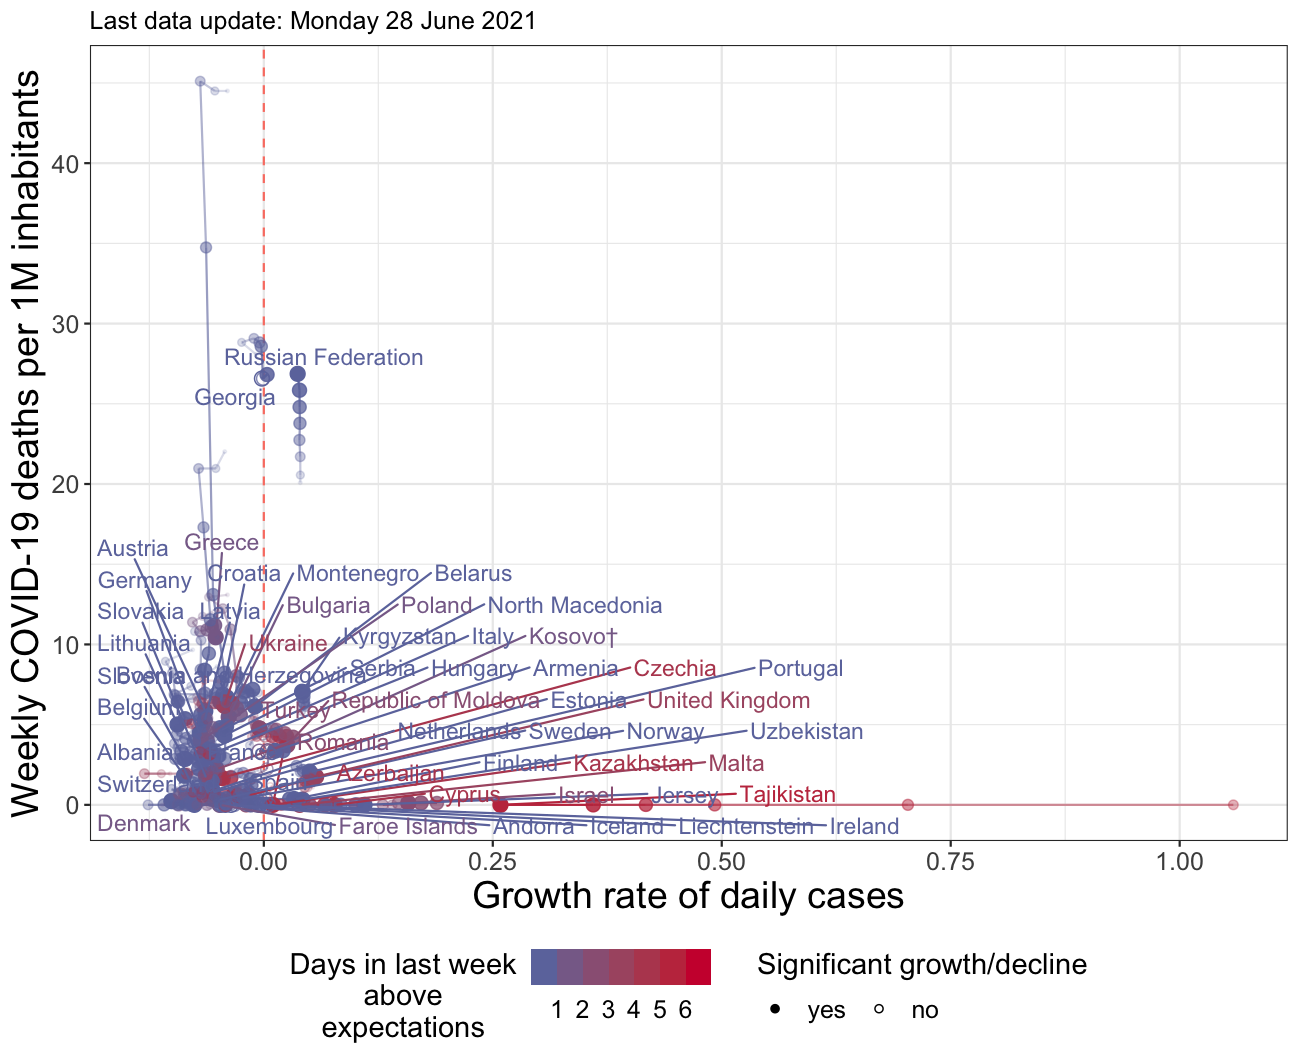 Last data update: Monday 28 June 2021
Weekly COVID-19 deaths per 1M inhabitants
40
30
20
10
0
Russian Federation
Georgia
Austria
Greece
Germany
Croatia
Montenegro
Belarus
Slovakia
Latvia
Bulgaria
Poland
North Macedonia
Lithuania
Ukraine
Kyrgyzstan
Italy
Kosovo†
Bosnia and Herzegovina
Serbia
Hungary
Armenia
Czechia
Portugal
Belgium
Turkey
Republic of Moldova
Estonia
United Kingdom
Netherlands
Sweden
Norway
Uzbekistan
Albania
Romania
Finland
Kazakhstan
Malta
Spain
Azerbaijan
Cyprus
Israel
Jersey
Tajikistan
Denmark
Luxembourg
Faroe Islands
Andorra
Iceland
Liechtenstein
Ireland
0.00
0.25
0.50
0.75
1.00
Growth rate of daily cases
Days in last week
above
expectations
1 2 3 4 5 6
Significant growth/decline
yes
no